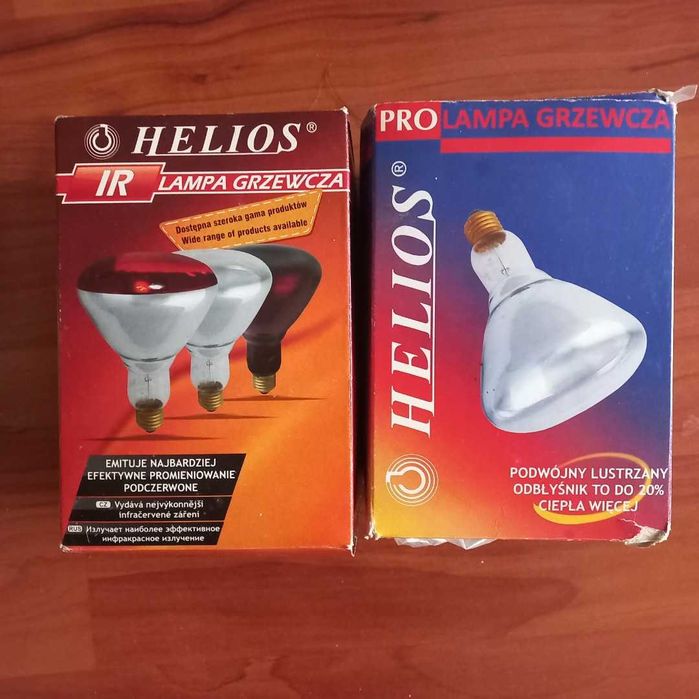 HELIOS®
IR LAMPA GRZEWCZA
Dostępna szeroka gama produktów
Wide range of products available
EMITUJE NAJBARDZIEJ
EFEKTYWNE PROMIENIOWANIE
PODCZERWONE
CZ Vydává nejvýkonnější
infračervené záření
RUS Излучает наиболее эффективное
инфракрасное излучение
PRO LAMPA GRZEWCZA
HELIOS®
PODWÓJNY LUSTRZANY
ODBŁYŚNIK TO DO 20%
CIEPŁA WIĘCEJ